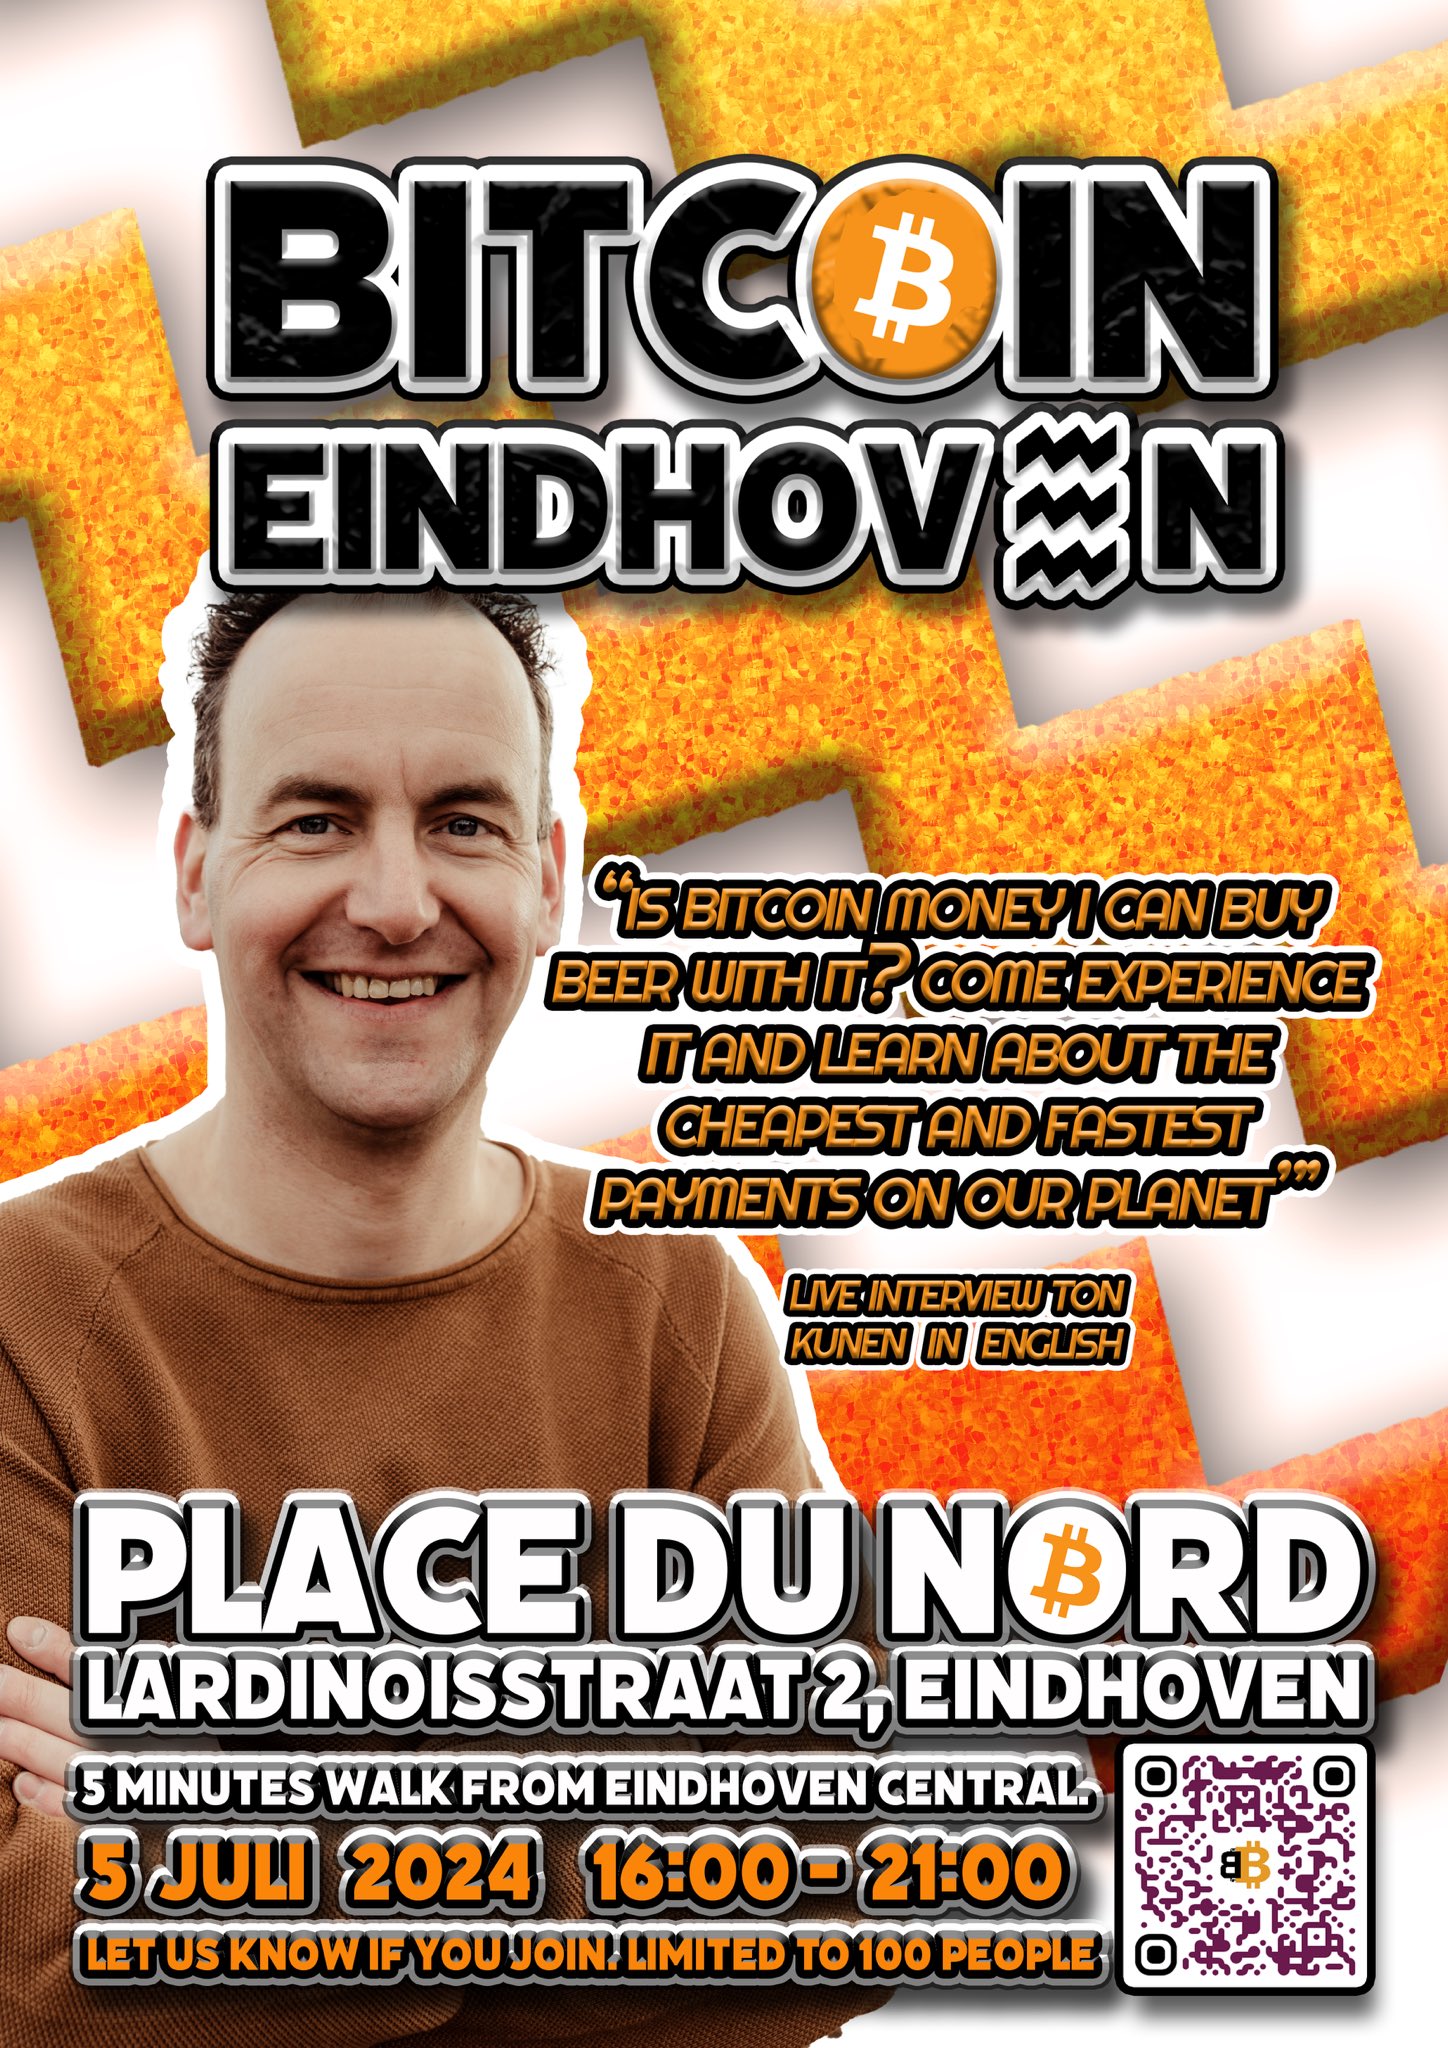 BITCOIN
EINDHOVEN
“IS BITCOIN MONEY I CAN BUY
BEER WITH IT? COME EXPERIENCE
IT AND LEARN ABOUT THE
CHEAPEST AND FASTEST
PAYMENTS ON OUR PLANET’”
LIVE INTERVIEW TON
KUNEN IN ENGLISH
PLACE DU NORD
LARDINOISSTRAAT 2, EINDHOVEN
5 MINUTES WALK FROM EINDHOVEN CENTRAL.
5 JULI 2024 16:00 - 21:00
LET US KNOW IF YOU JOIN. LIMITED TO 100 PEOPLE